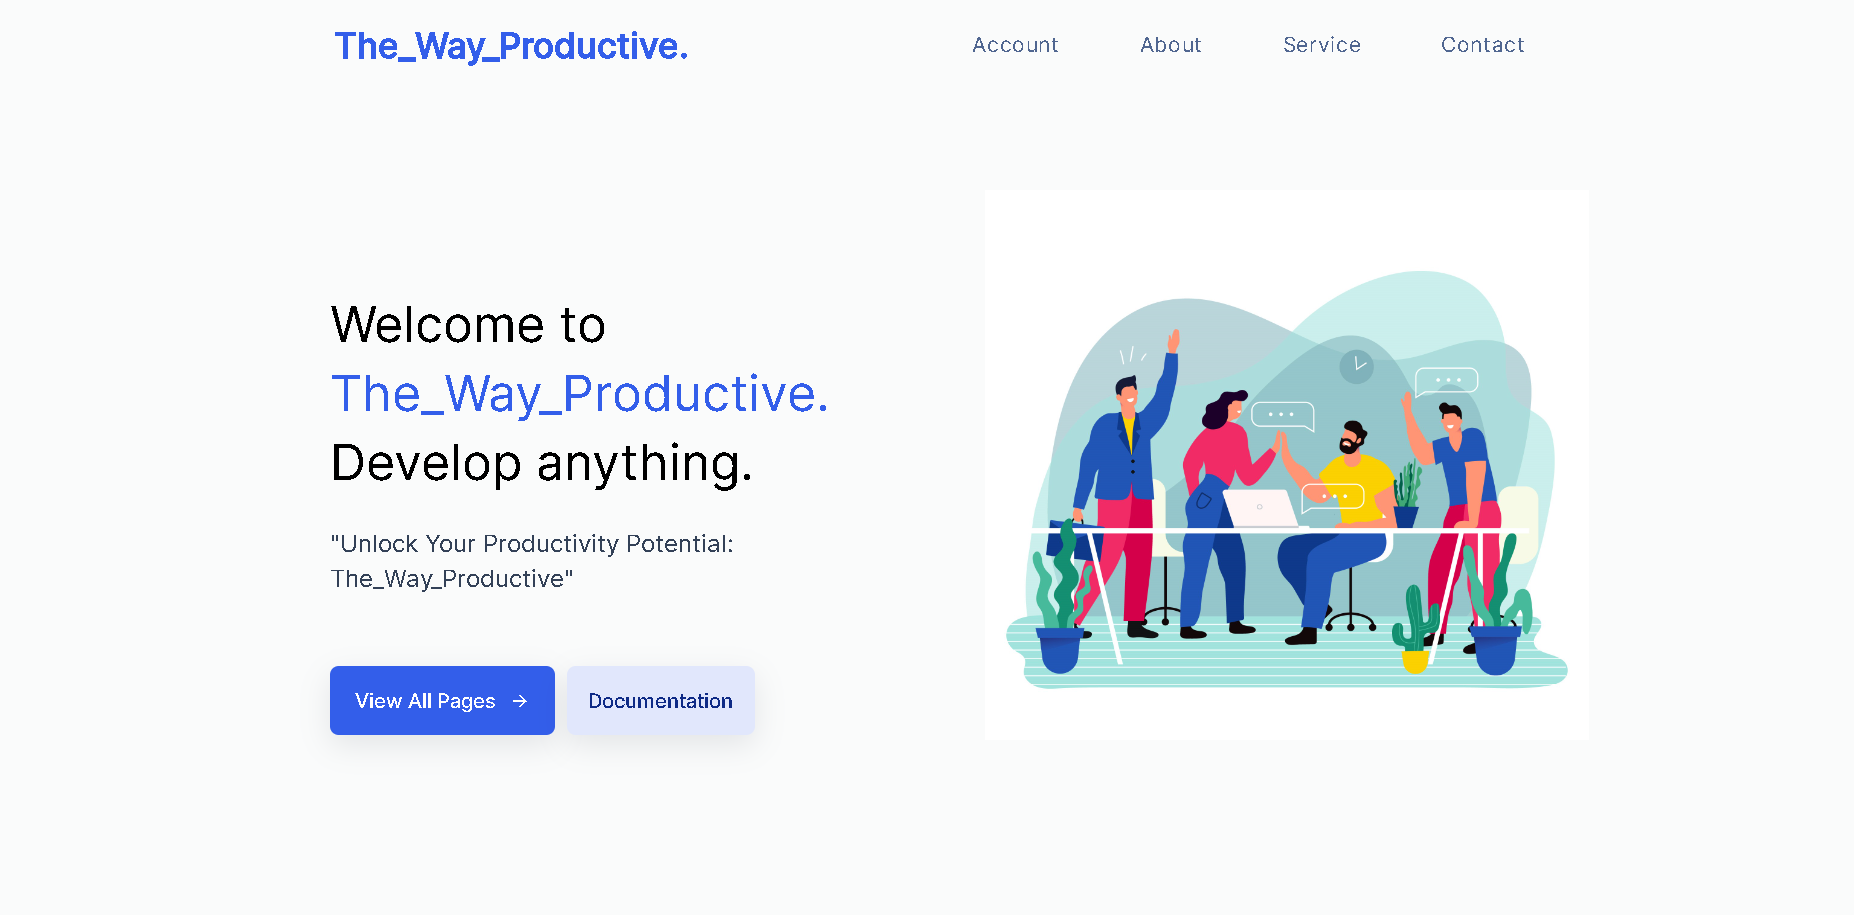 The_Way_Productive.
Account
About
Service
Contact
Welcome to
The_Way_Productive.
Develop anything.
"Unlock Your Productivity Potential:
The_Way_Productive"
View All Pages →
Documentation